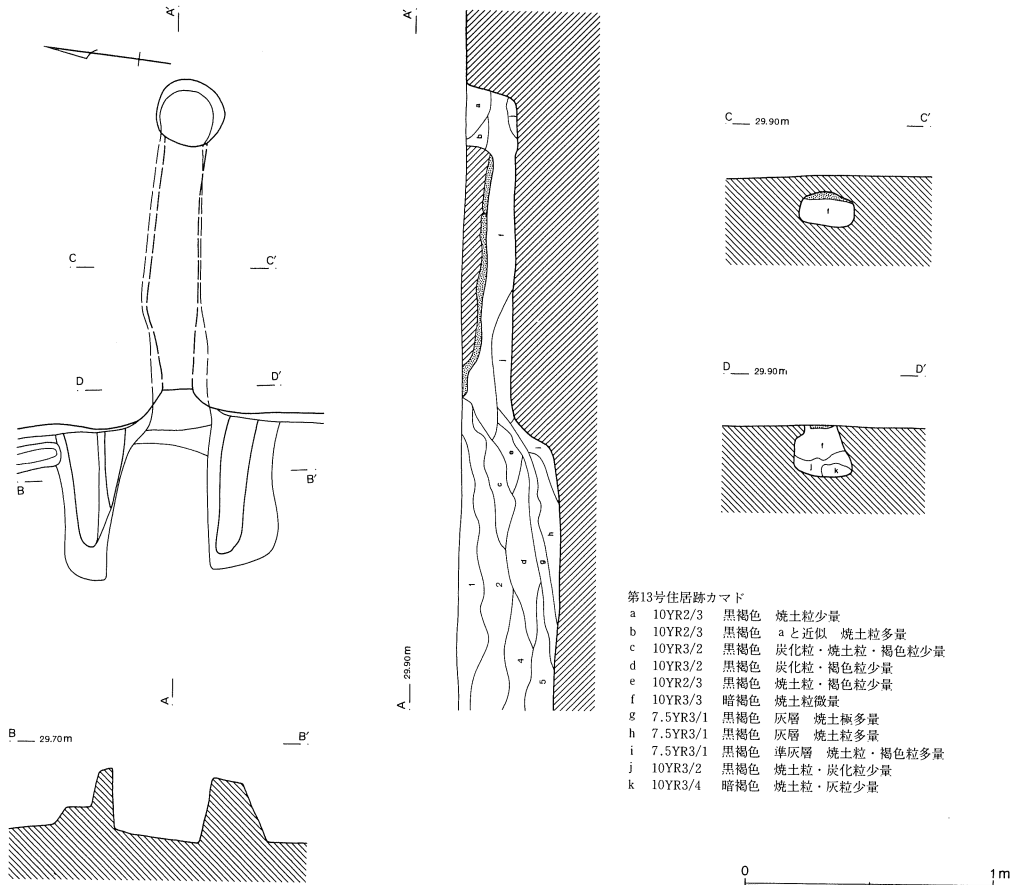 A'
A'
C 29.90m C'
a
b
i
f
C C'
f
j
D D'
D 29.90m D'
f
j k
B B'
e i
c
h
d g
1 2
4
5
A
A 29.90m
B 29.70m B'
第13号住居跡カマド
a 10YR2/3 黒褐色 焼土粒少量
b 10YR2/3 黒褐色 aと近似 焼土粒多量
c 10YR3/2 黒褐色 炭化粒・焼土粒・褐色粒少量
d 10YR3/2 黒褐色 炭化粒・褐色粒少量
e 10YR2/3 黒褐色 焼土粒・褐色粒少量
f 10YR3/3 暗褐色 焼土粒微量
g 7.5YR3/1 黒褐色 灰層 焼土極多量
h 7.5YR3/1 黒褐色 灰層 焼土粒多量
i 7.5YR3/1 黒褐色 準灰層 焼土粒・褐色粒多量
j 10YR3/2 黒褐色 焼土粒・炭化粒少量
k 10YR3/4 暗褐色 焼土粒・灰粒少量
0 1m